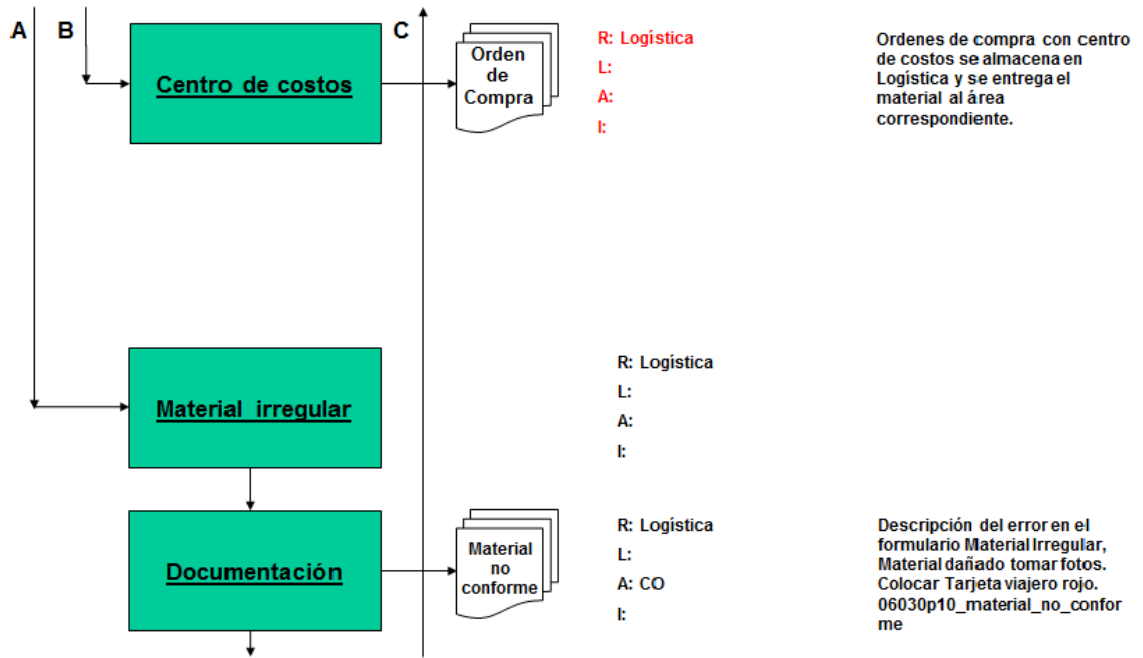 A B C
Centro de costos
Orden
de
Compra
R: Logística
L:
A:
I:
Ordenes de compra con centro
de costos se almacena en
Logística y se entrega el
material al área
correspondiente.
Material irregular
R: Logística
L:
A:
I:
Documentación
Material
no
conforme
R: Logística
L:
A: CO
I:
Descripción del error en el
formulario Material Irregular,
Material dañado tomar fotos.
Colocar Tarjeta viajero rojo.
06030p10_material_no_confor
me